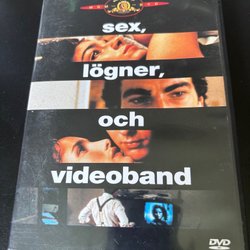 sex,
lögner,
och
videoband
DVD